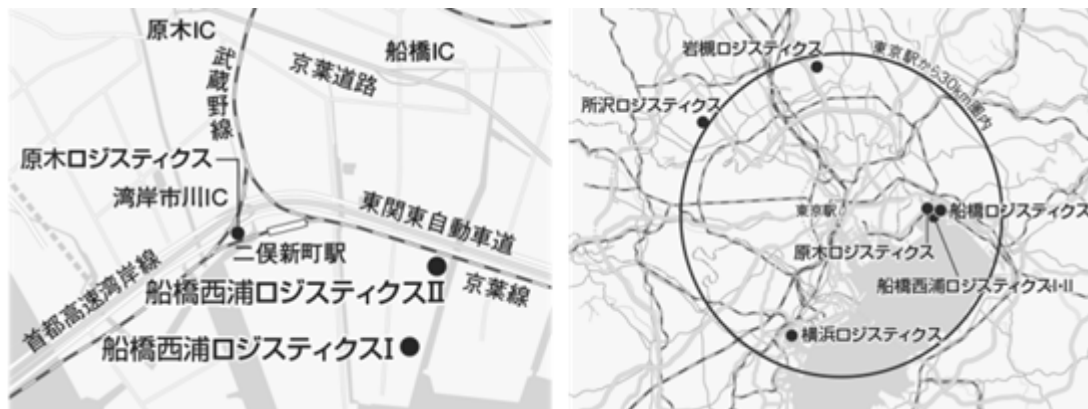 原木IC
船橋IC
武蔵野線
京葉道路
原木ロジスティクス
湾岸市川IC
東関東自動車道
二俣新町駅
京葉線
首都高速湾岸線
船橋西浦ロジスティクスⅡ
船橋西浦ロジスティクスⅠ
岩槻ロジスティクス
東京駅から30km圏内
所沢ロジスティクス
東京駅
船橋ロジスティクス
原木ロジスティクス
船橋西浦ロジスティクスⅠ・Ⅱ
横浜ロジスティクス